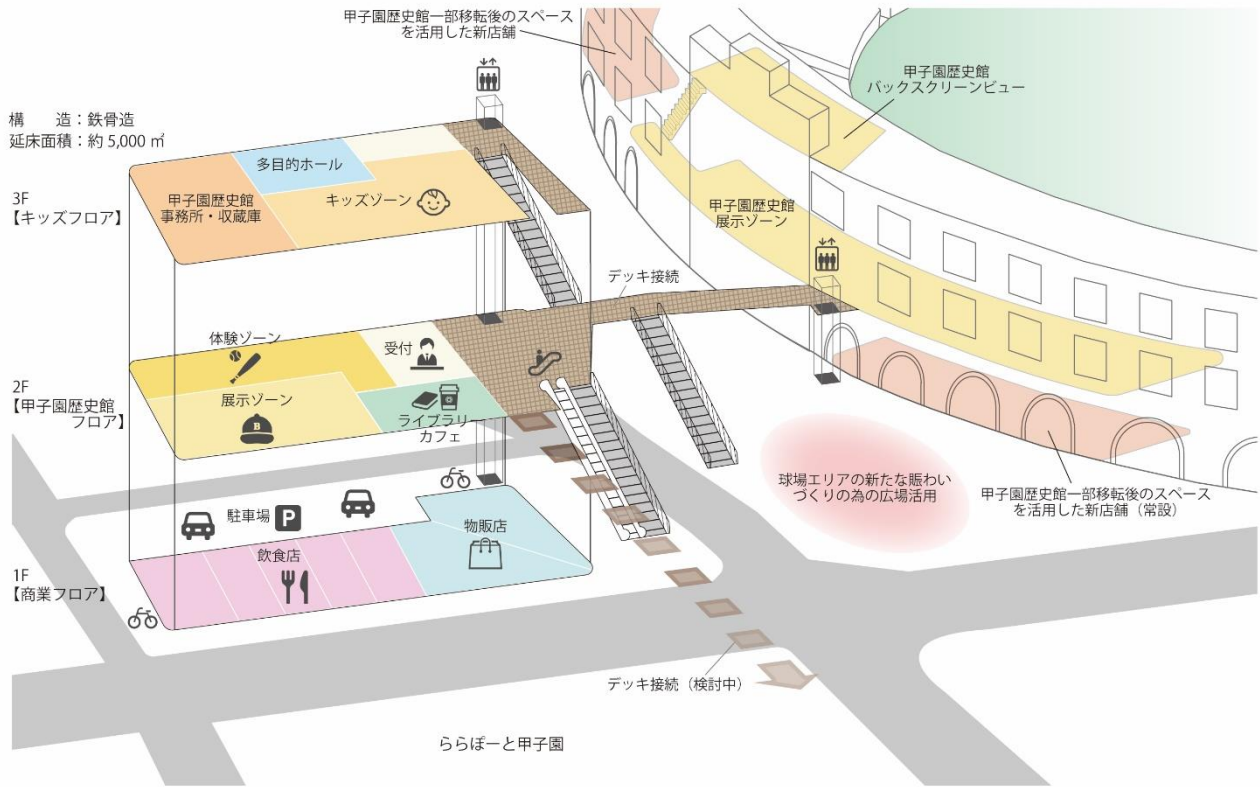 甲子園歴史館一部移転後のスペース
を活用した新店舗
甲子園歴史館
バックスクリーンビュー
構　　造：鉄骨造
延床面積：約 5,000 ㎡
多目的ホール
3F
【キッズフロア】
甲子園歴史館
事務所・収蔵庫
キッズゾーン
甲子園歴史館
展示ゾーン
デッキ接続
体験ゾーン
受付
2F
【甲子園歴史館
フロア】
展示ゾーン
B
ライブラリー
カフェ
球場エリアの新たな賑わい
づくりの為の広場活用
甲子園歴史館一部移転後のスペース
を活用した新店舗（常設）
駐車場 P
物販店
飲食店
1F
【商業フロア】
デッキ接続（検討中）
ららぽーと甲子園